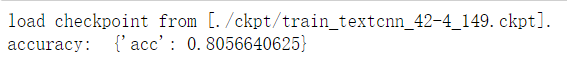 load checkpoint from [./ckpt/train_textcnn_42-4_149.ckpt].
accuracy:  {'acc': 0.8056640625}